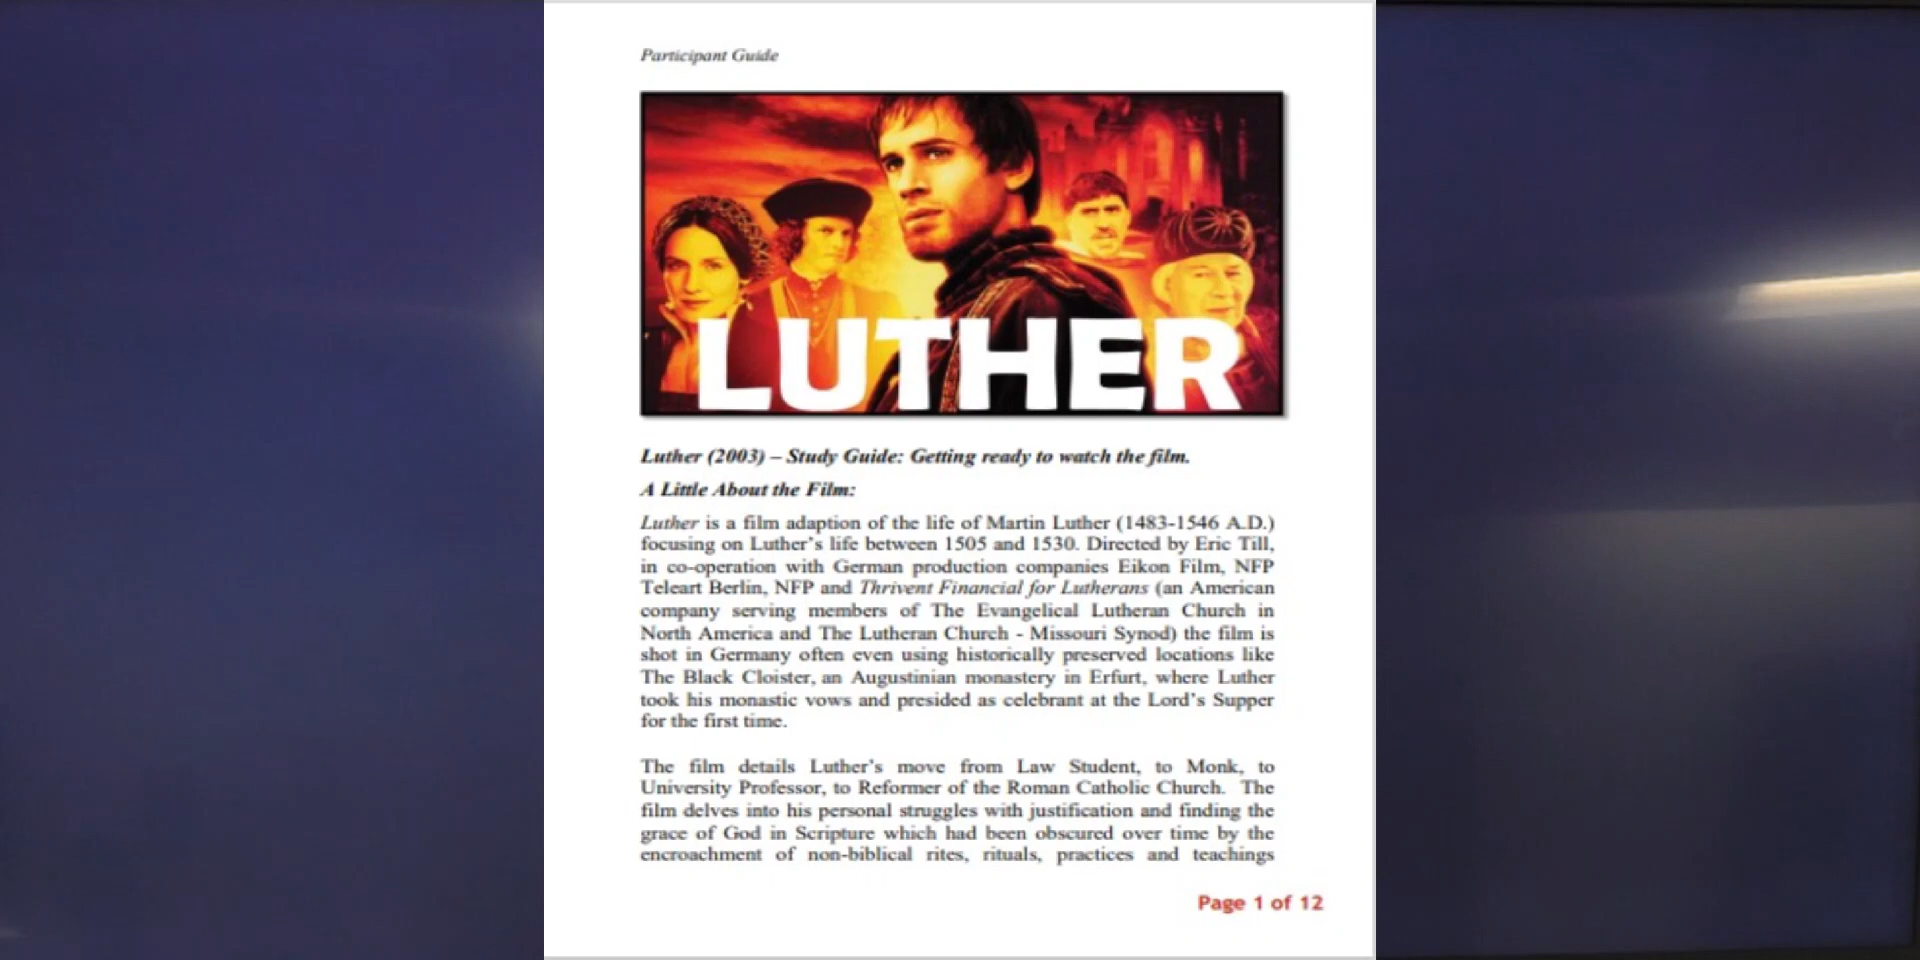 Participant Guide
LUTHER
Luther (2003) – Study Guide: Getting ready to watch the film.
A Little About the Film:
Luther is a film adaption of the life of Martin Luther (1483-1546 A.D.)
focusing on Luther's life between 1505 and 1530. Directed by Eric Till,
in co-operation with German production companies Eikon Film, NFP
Teleart Berlin, NFP and Thrivent Financial for Lutherans (an American
company serving members of The Evangelical Lutheran Church in
North America and The Lutheran Church - Missouri Synod) the film is
shot in Germany often even using historically preserved locations like
The Black Cloister, an Augustinian monastery in Erfurt, where Luther
took his monastic vows and presided as celebrant at the Lord's Supper
for the first time.
The film details Luther's move from Law Student, to Monk, to
University Professor, to Reformer of the Roman Catholic Church. The
film delves into his personal struggles with justification and finding the
grace of God in Scripture which had been obscured over time by the
encroachment of non-biblical rites, rituals, practices and teachings
Page 1 of 12